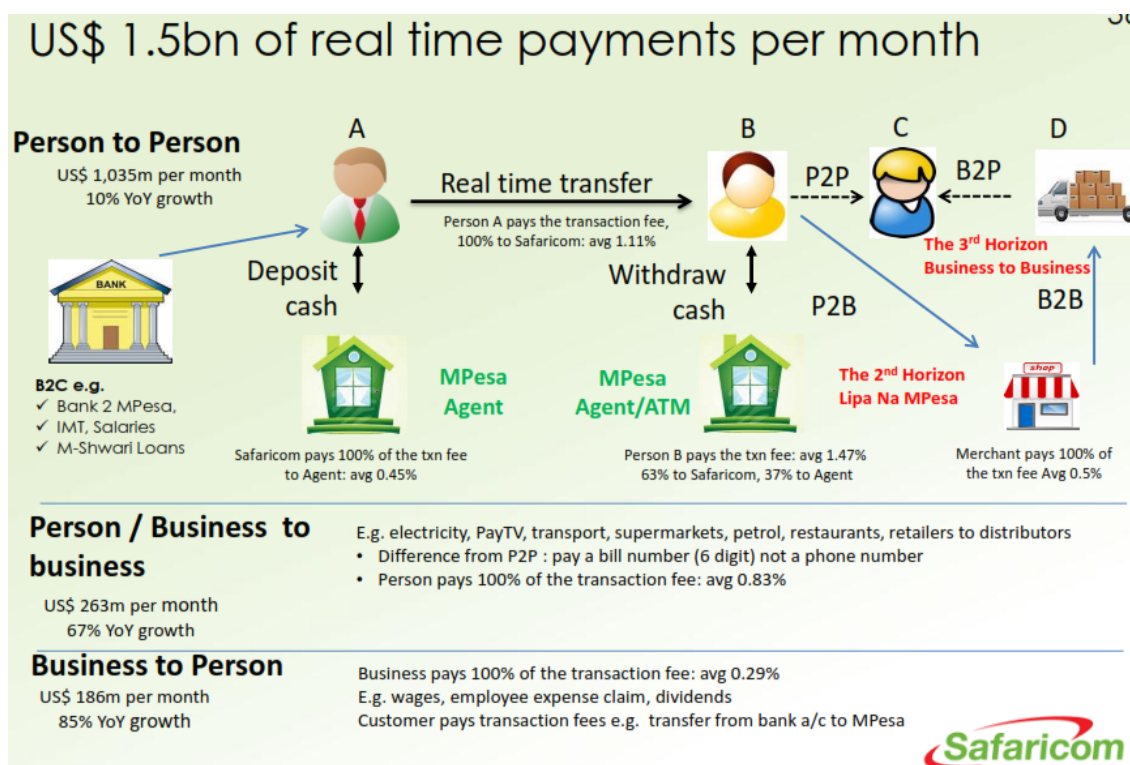 US$ 1.5bn of real time payments per month
Person to Person
US$ 1,035m per month
10% YoY growth
A
B
C
D
Real time transfer
Person A pays the transaction fee,
100% to Safaricom: avg 1.11%
P2P
B2P
The 3rd Horizon
Business to Business
BANK
Deposit
cash
Withdraw
cash
P2B
B2B
B2C e.g.
✓ Bank 2 MPesa,
✓ IMT, Salaries
✓ M-Shwari Loans
MPesa
Agent
MPesa
Agent/ATM
The 2nd Horizon
Lipa Na MPesa
shop
Safaricom pays 100% of the txn fee
to Agent: avg 0.45%
Person B pays the txn fee: avg 1.47%
63% to Safaricom, 37% to Agent
Merchant pays 100% of
the txn fee Avg 0.5%
Person / Business to
business
US$ 263m per month
67% YoY growth
E.g. electricity, PayTV, transport, supermarkets, petrol, restaurants, retailers to distributors
• Difference from P2P : pay a bill number (6 digit) not a phone number
• Person pays 100% of the transaction fee: avg 0.83%
Business to Person
US$ 186m per month
85% YoY growth
Business pays 100% of the transaction fee: avg 0.29%
E.g. wages, employee expense claim, dividends
Customer pays transaction fees e.g. transfer from bank a/c to MPesa
Safaricom